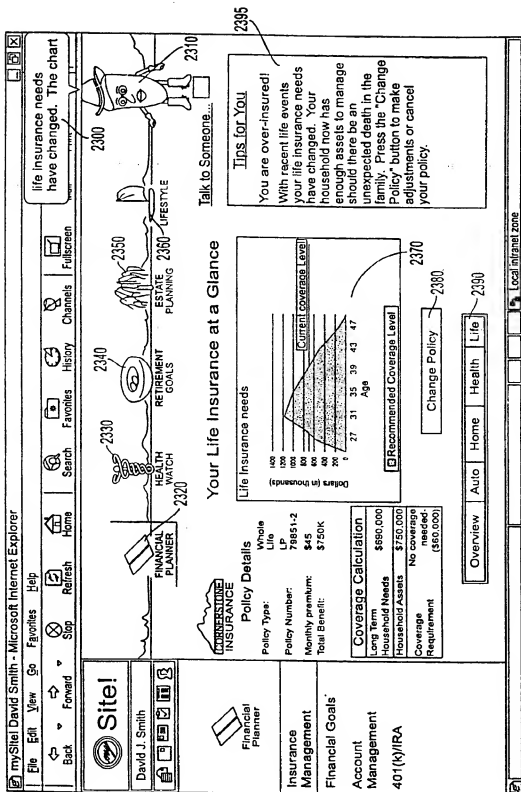 mySite! David Smith - Microsoft Internet Explorer
File Edit View Go Favorites Help
Back
Forward
Stop
Refresh
Home
Search
Favorites
History
Channels
Fullscreen
life insurance needs
have changed. The chart
2300
2310
my Site!
David J. Smith
2320
FINANCIAL
PLANNER
2330
HEALTH
WATCH
2340
RETIREMENT
GOALS
2350
ESTATE
PLANNING
2360
LIFESTYLE
Talk to Someone...
Financial
Planner
Insurance
Management
Financial Goals
Account
Management
401(k)/IRA
CORNERSTONE
INSURANCE
Your Life Insurance at a Glance
Policy Details
Policy Type: Whole
Life
Policy Number: LP
79851-2
Monthly premium: $45
Total Benefit: $750K
Coverage Calculation
Long Term
Household Needs $690,000
Household Assets $750,000
Coverage
Requirement No coverage
needed-
($60,000)
Life Insurance needs
Dollars (in thousands)
1400
1200
1000
800
600
400
200
0
Current coverage Level
27 31 35 39 43 47
Age
Recommended Coverage Level
2370
Change Policy
2380
Overview Auto Home Health Life
2390
2395
Tips for You
You are over-insured!
With recent life events
your life insurance needs
have changed. Your
household now has
enough assets to manage
should there be an
unexpected death in the
family. Press the "Change
Policy" button to make
adjustments or cancel
your policy.
Local intranet zone